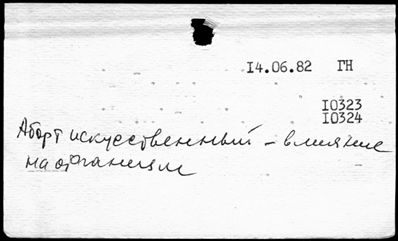 14.06.82 ГН
10323
10324
Аборт искусственный – влияние
на организм